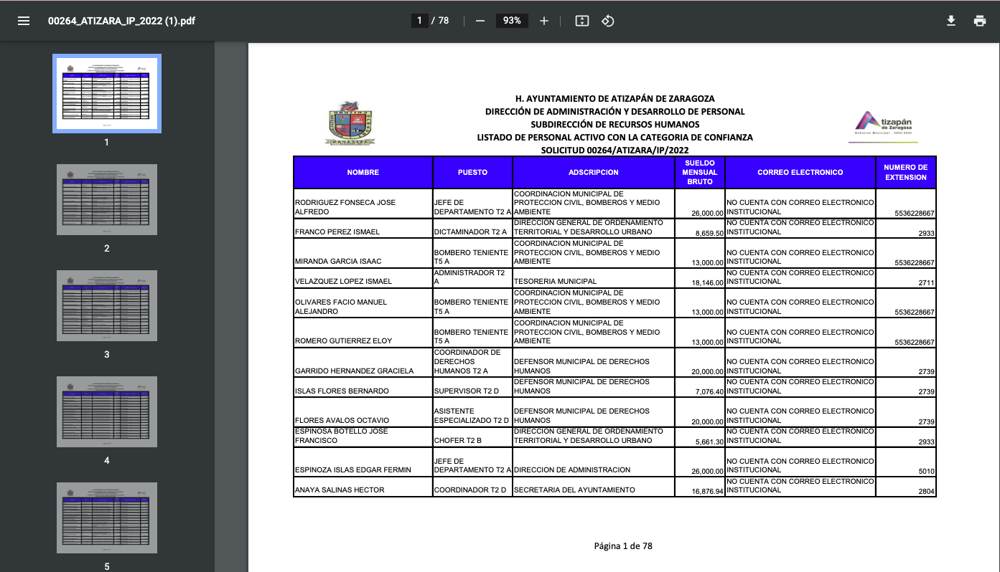 00264_ATIZARA_IP_2022 (1).pdf
1 / 78
93%
1
2
3
4
5
H. AYUNTAMIENTO DE ATIZAPÁN DE ZARAGOZA
DIRECCIÓN DE ADMINISTRACIÓN Y DESARROLLO DE PERSONAL
SUBDIRECCIÓN DE RECURSOS HUMANOS
LISTADO DE PERSONAL ACTIVO CON LA CATEGORIA DE CONFIANZA
SOLICITUD 00264/ATIZARA/IP/2022
tizapán
de Zaragoza
Gobierno Municipal · 2022-2024
NOMBRE PUESTO ADSCRIPCION SUELDO MENSUAL BRUTO CORREO ELECTRONICO NUMERO DE EXTENSION
RODRIGUEZ FONSECA JOSE ALFREDO JEFE DE DEPARTAMENTO T2 A COORDINACION MUNICIPAL DE PROTECCION CIVIL, BOMBEROS Y MEDIO AMBIENTE 26,000.00 NO CUENTA CON CORREO ELECTRONICO INSTITUCIONAL 5536228667
FRANCO PEREZ ISMAEL DICTAMINADOR T2 A DIRECCION GENERAL DE ORDENAMIENTO TERRITORIAL Y DESARROLLO URBANO 8,659.50 NO CUENTA CON CORREO ELECTRONICO INSTITUCIONAL 2933
MIRANDA GARCIA ISAAC BOMBERO TENIENTE T5 A COORDINACION MUNICIPAL DE PROTECCION CIVIL, BOMBEROS Y MEDIO AMBIENTE 13,000.00 NO CUENTA CON CORREO ELECTRONICO INSTITUCIONAL 5536228667
VELAZQUEZ LOPEZ ISMAEL ADMINISTRADOR T2 A TESORERIA MUNICIPAL 18,146.00 NO CUENTA CON CORREO ELECTRONICO INSTITUCIONAL 2711
OLIVARES FACIO MANUEL ALEJANDRO BOMBERO TENIENTE T5 A COORDINACION MUNICIPAL DE PROTECCION CIVIL, BOMBEROS Y MEDIO AMBIENTE 13,000.00 NO CUENTA CON CORREO ELECTRONICO INSTITUCIONAL 5536228667
ROMERO GUTIERREZ ELOY BOMBERO TENIENTE T5 A COORDINACION MUNICIPAL DE PROTECCION CIVIL, BOMBEROS Y MEDIO AMBIENTE 13,000.00 NO CUENTA CON CORREO ELECTRONICO INSTITUCIONAL 5536228667
GARRIDO HERNANDEZ GRACIELA COORDINADOR DE DERECHOS HUMANOS T2 A DEFENSOR MUNICIPAL DE DERECHOS HUMANOS 20,000.00 NO CUENTA CON CORREO ELECTRONICO INSTITUCIONAL 2739
ISLAS FLORES BERNARDO SUPERVISOR T2 D DEFENSOR MUNICIPAL DE DERECHOS HUMANOS 7,076.40 NO CUENTA CON CORREO ELECTRONICO INSTITUCIONAL 2739
FLORES AVALOS OCTAVIO ASISTENTE ESPECIALIZADO T2 D DEFENSOR MUNICIPAL DE DERECHOS HUMANOS 20,000.00 NO CUENTA CON CORREO ELECTRONICO INSTITUCIONAL 2739
ESPINOSA BOTELLO JOSE FRANCISCO CHOFER T2 B DIRECCION GENERAL DE ORDENAMIENTO TERRITORIAL Y DESARROLLO URBANO 5,661.30 NO CUENTA CON CORREO ELECTRONICO INSTITUCIONAL 2933
ESPINOZA ISLAS EDGAR FERMIN JEFE DE DEPARTAMENTO T2 A DIRECCION DE ADMINISTRACION 26,000.00 NO CUENTA CON CORREO ELECTRONICO INSTITUCIONAL 5010
ANAYA SALINAS HECTOR COORDINADOR T2 D SECRETARIA DEL AYUNTAMIENTO 16,876.94 NO CUENTA CON CORREO ELECTRONICO INSTITUCIONAL 2804
Página 1 de 78